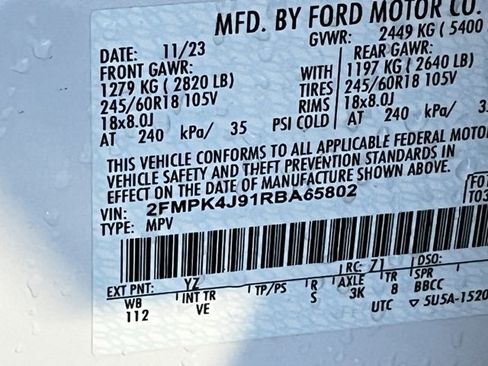 MFD. BY FORD MOTOR CO.
DATE: 11/23 GVWR: 2449 KG ( 5400
FRONT GAWR: REAR GAWR:
1279 KG ( 2820 LB) WITH 1197 KG ( 2640 LB)
245/60R18 105V TIRES 245/60R18 105V
18x8.0J RIMS 18x8.0J
AT 240 kPa/ 35 PSI COLD AT 240 kPa/
THIS VEHICLE CONFORMS TO ALL APPLICABLE FEDERAL MOTO
VEHICLE SAFETY AND THEFT PREVENTION STANDARDS IN
EFFECT ON THE DATE OF MANUFACTURE SHOWN ABOVE.
VIN: 2FMPK4J91RBA65802
TYPE: MPV
EXT PNT: YZ RC: 71 DSO:
WB INT TR TP/PS R AXLE TR SPR
112 VE S 3K 8 BBCC
UTC ▽ 5U5A-1520